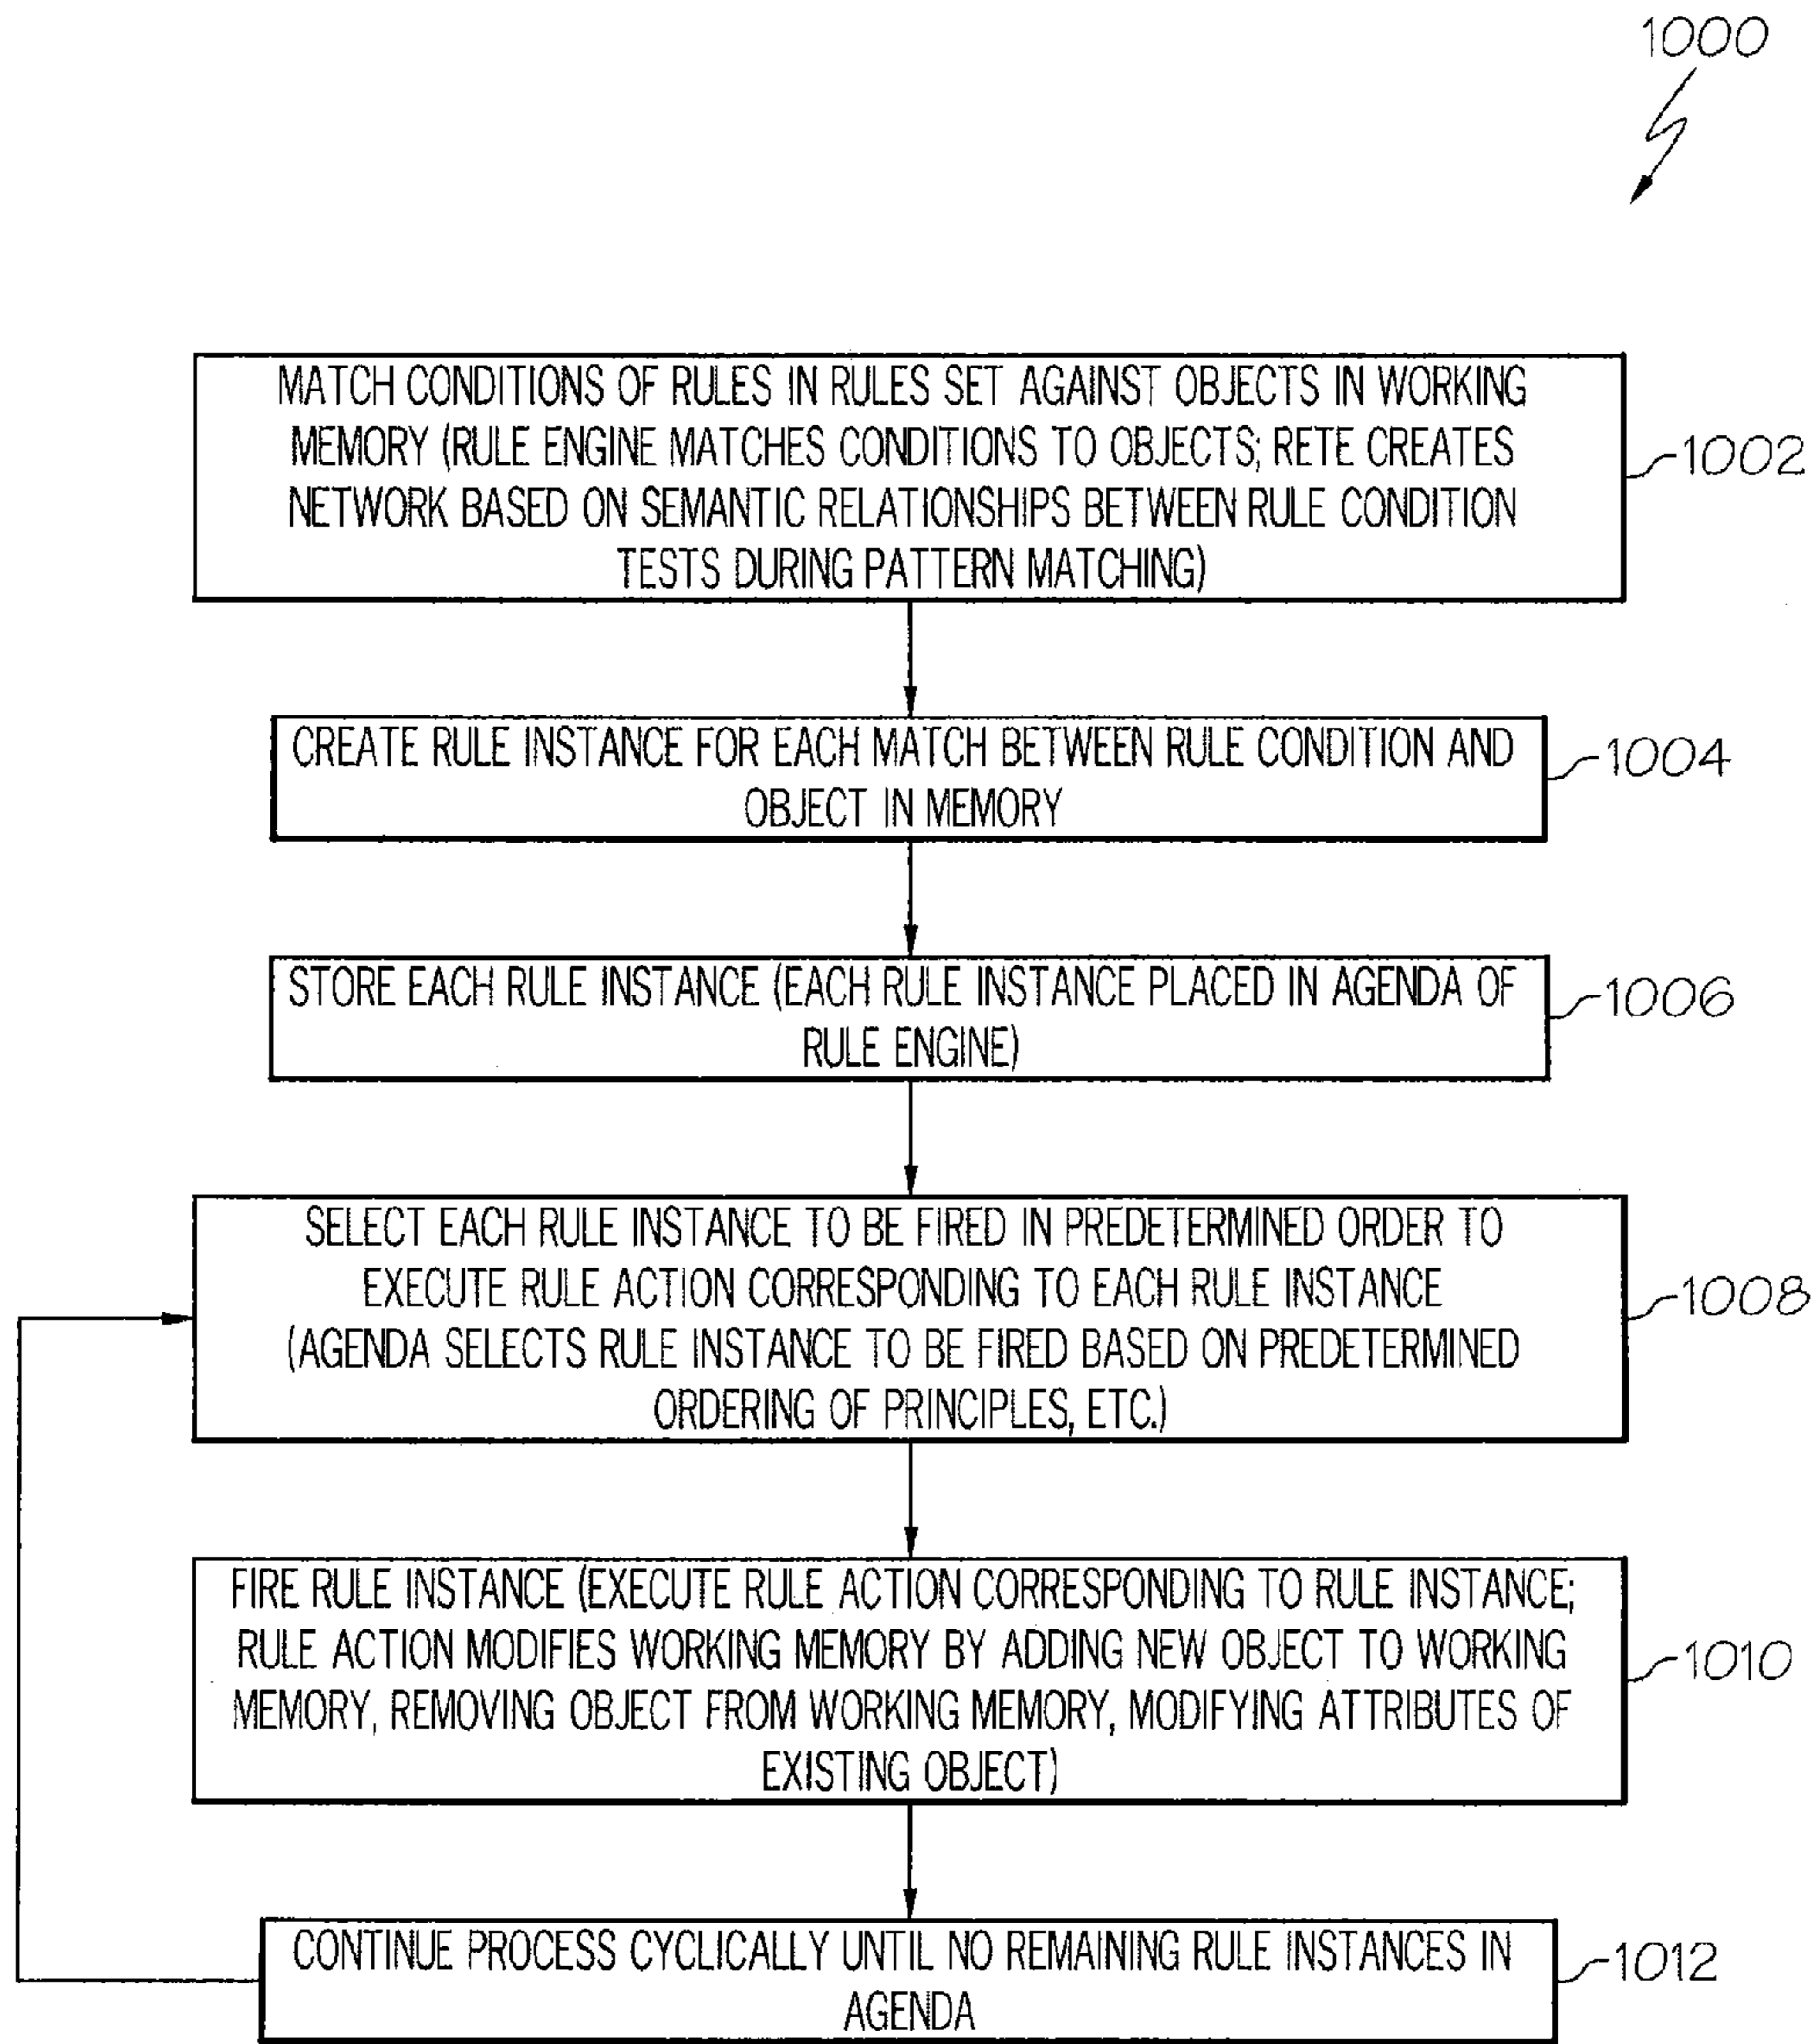 1000
MATCH CONDITIONS OF RULES IN RULES SET AGAINST OBJECTS IN WORKING
MEMORY (RULE ENGINE MATCHES CONDITIONS TO OBJECTS; RETE CREATES
NETWORK BASED ON SEMANTIC RELATIONSHIPS BETWEEN RULE CONDITION
TESTS DURING PATTERN MATCHING)
1002
CREATE RULE INSTANCE FOR EACH MATCH BETWEEN RULE CONDITION AND
OBJECT IN MEMORY
1004
STORE EACH RULE INSTANCE (EACH RULE INSTANCE PLACED IN AGENDA OF
RULE ENGINE)
1006
SELECT EACH RULE INSTANCE TO BE FIRED IN PREDETERMINED ORDER TO
EXECUTE RULE ACTION CORRESPONDING TO EACH RULE INSTANCE
(AGENDA SELECTS RULE INSTANCE TO BE FIRED BASED ON PREDETERMINED
ORDERING OF PRINCIPLES, ETC.)
1008
FIRE RULE INSTANCE (EXECUTE RULE ACTION CORRESPONDING TO RULE INSTANCE;
RULE ACTION MODIFIES WORKING MEMORY BY ADDING NEW OBJECT TO WORKING
MEMORY, REMOVING OBJECT FROM WORKING MEMORY, MODIFYING ATTRIBUTES OF
EXISTING OBJECT)
1010
CONTINUE PROCESS CYCLICALLY UNTIL NO REMAINING RULE INSTANCES IN
AGENDA
1012